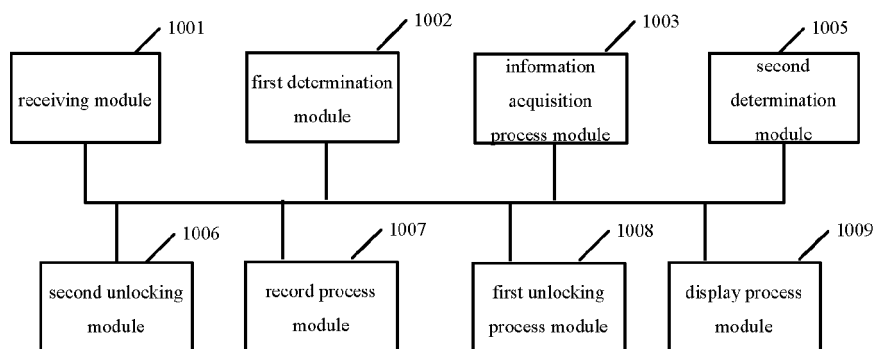 1001
1002
1003
1005
receiving module
first determination
module
information
acquisition
process module
second
determination
module
1006
1007
1008
1009
second unlocking
module
record process
module
first unlocking
process module
display process
module